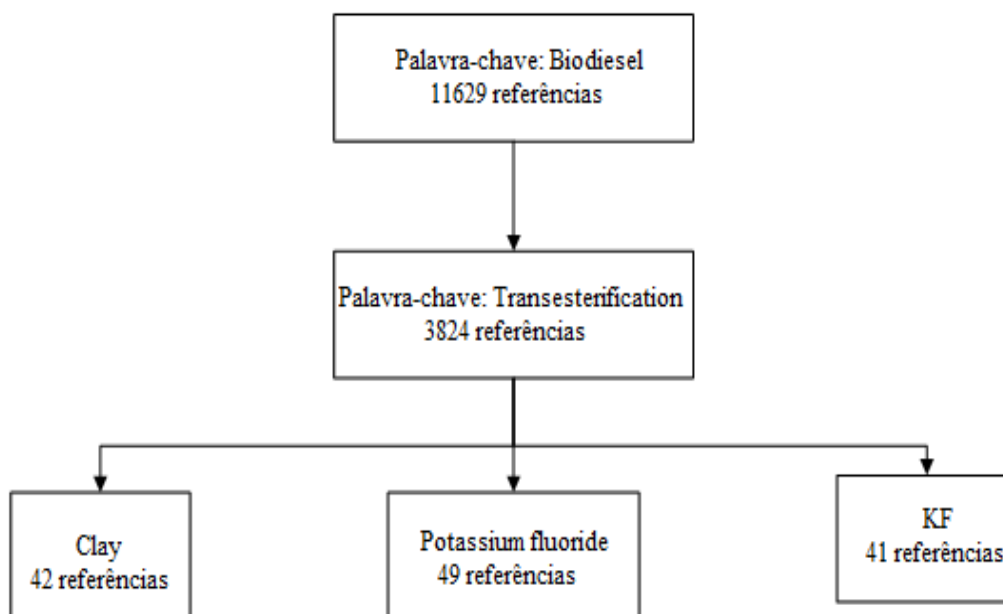 Palavra-chave: Biodiesel
11629 referências
Palavra-chave: Transesterification
3824 referências
Clay
42 referências
Potassium fluoride
49 referências
KF
41 referências